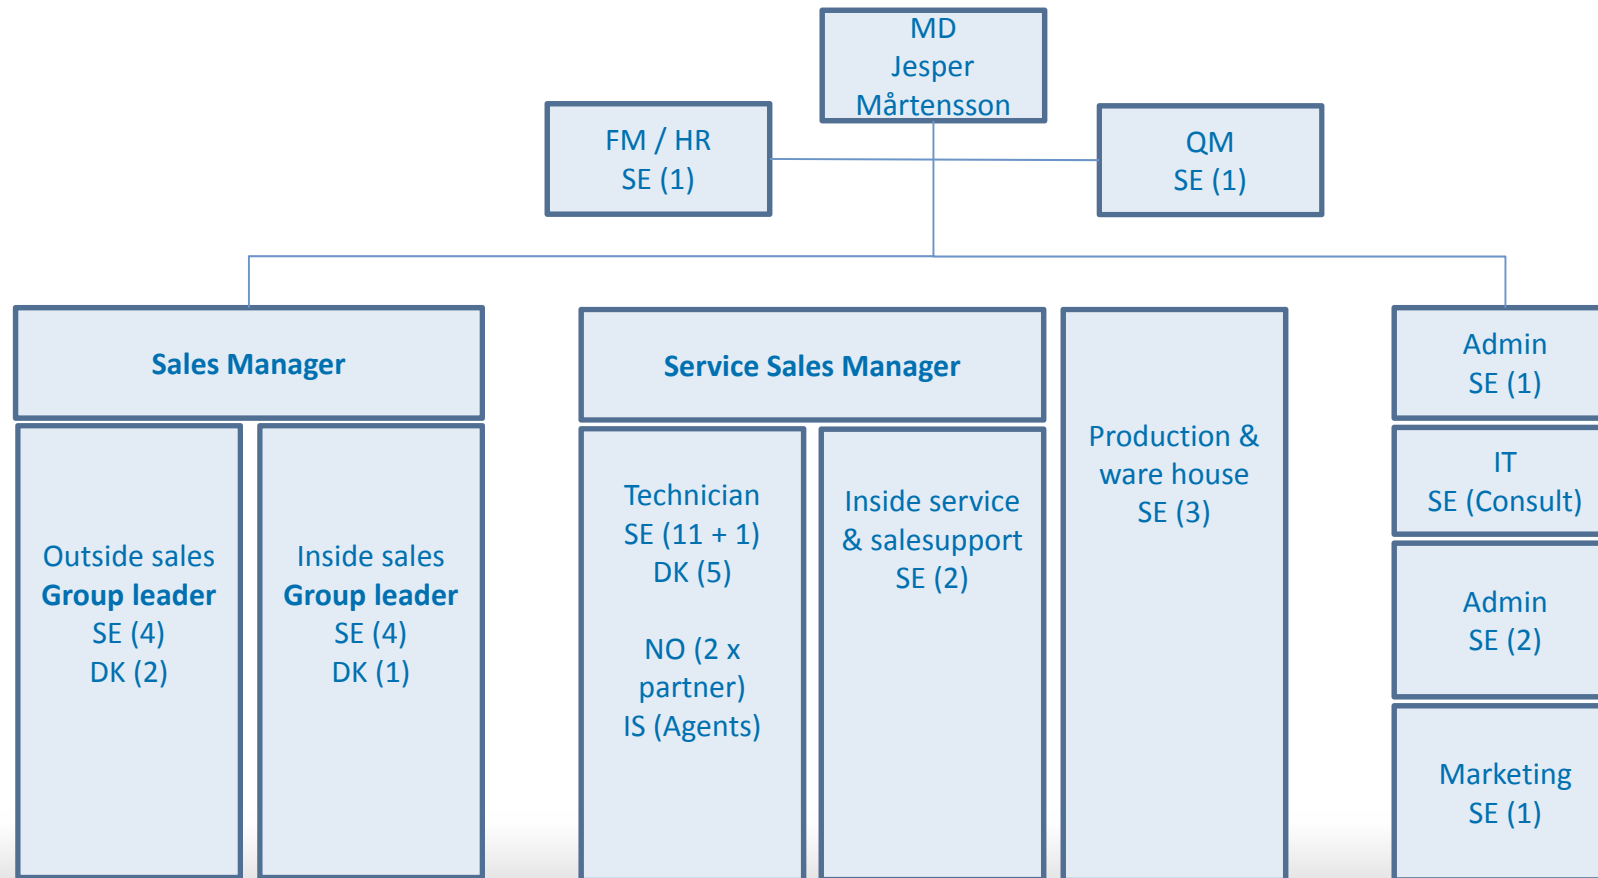 MD
Jesper
Mårtensson
FM / HR
SE (1)
QM
SE (1)
Sales Manager
Outside sales
Group leader
SE (4)
DK (2)
Inside sales
Group leader
SE (4)
DK (1)
Service Sales Manager
Technician
SE (11 + 1)
DK (5)
NO (2 x
partner)
IS (Agents)
Inside service
& salesupport
SE (2)
Production &
ware house
SE (3)
Admin
SE (1)
IT
SE (Consult)
Admin
SE (2)
Marketing
SE (1)